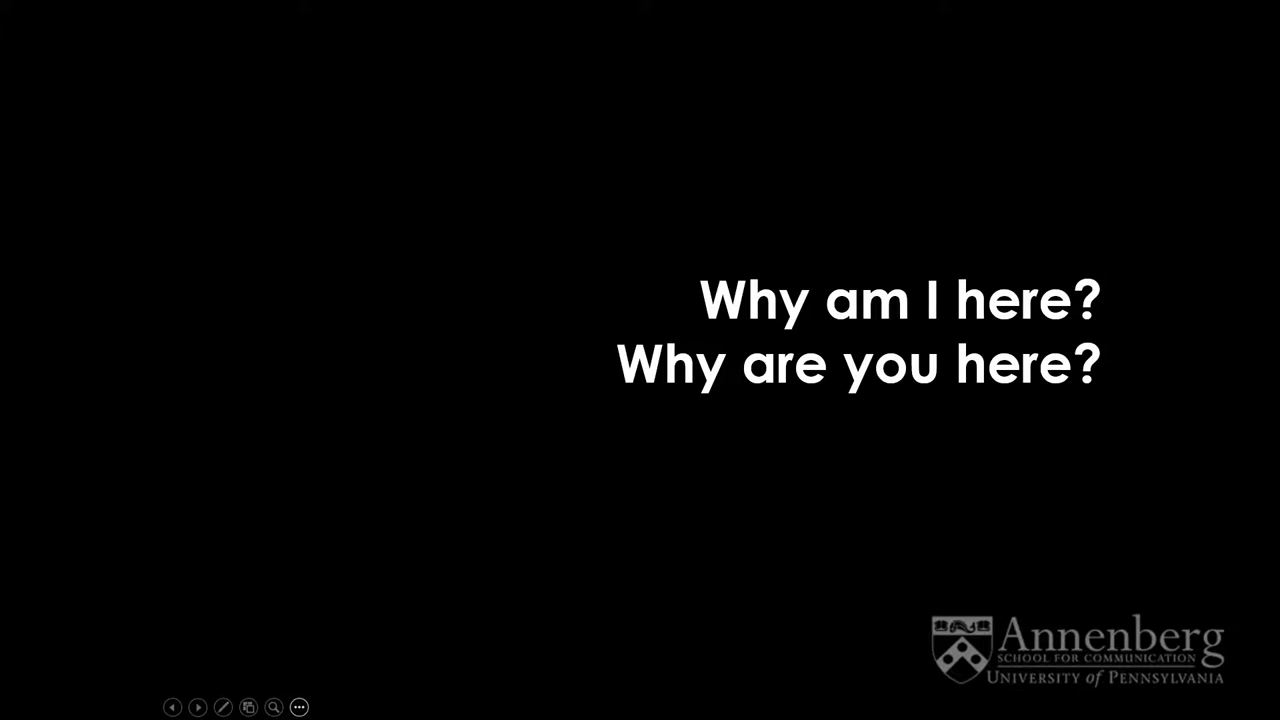 Why am I here?
Why are you here?
Annenberg
SCHOOL FOR COMMUNICATION
UNIVERSITY of PENNSYLVANIA